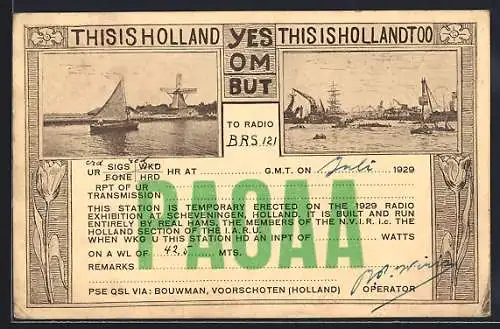 THIS IS HOLLAND
YES
OM
BUT
THIS IS HOLLAND TOO
TO RADIO
BRS 121
UR SIGS WKD HR AT G.M.T. ON Juli 1929
FONE HRD
RPT OF UR
TRANSMISSION
PA0AA
THIS STATION IS TEMPORARY ERECTED ON THE 1929 RADIO
EXHIBITION AT SCHEVENINGEN, HOLLAND. IT IS BUILT AND RUN
ENTIRELY BY REAL HAMS, THE MEMBERS OF THE N.V.I.R. i.c. THE
HOLLAND SECTION OF THE I.A.R.U.
WHEN WKD U THIS STATION HD AN INPT OF WATTS
ON A WL OF 42,5 MTS.
REMARKS
PSE QSL VIA: BOUWMAN, VOORSCHOTEN (HOLLAND) OPERATOR